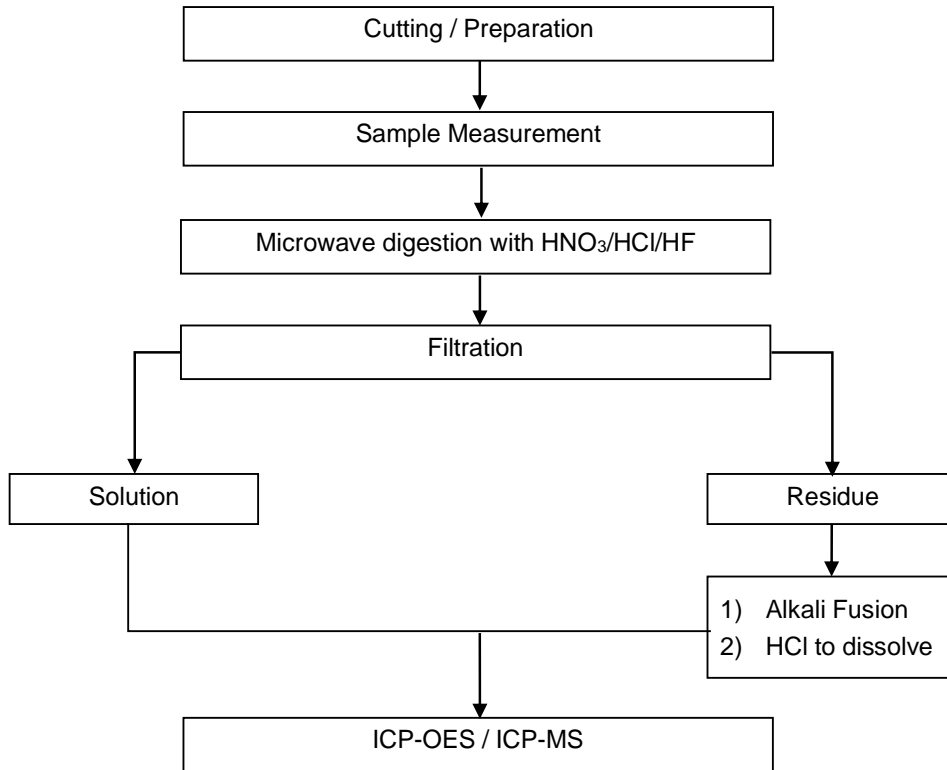 Cutting / Preparation
Sample Measurement
Microwave digestion with HNO₃/HCl/HF
Filtration
Solution
Residue
1) Alkali Fusion
2) HCl to dissolve
ICP-OES / ICP-MS